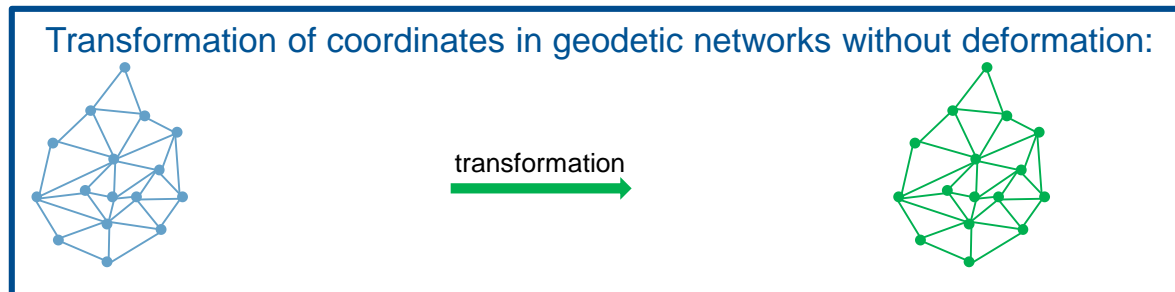 Transformation of coordinates in geodetic networks without deformation:
transformation